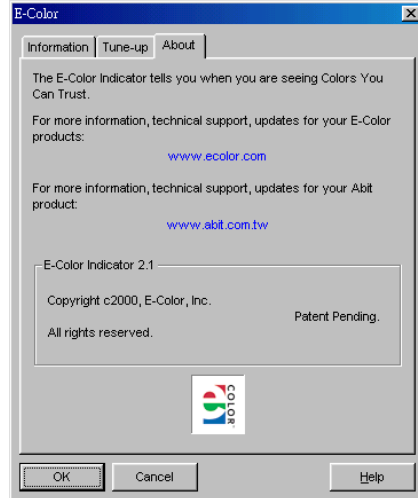 E-Color
Information Tune-up About
The E-Color Indicator tells you when you are seeing Colors You
Can Trust.
For more information, technical support, updates for your E-Color
products:
www.ecolor.com
For more information, technical support, updates for your Abit
product:
www.abit.com.tw
E-Color Indicator 2.1
Copyright c2000, E-Color, Inc.
Patent Pending.
All rights reserved.
COLOR
OK Cancel Help